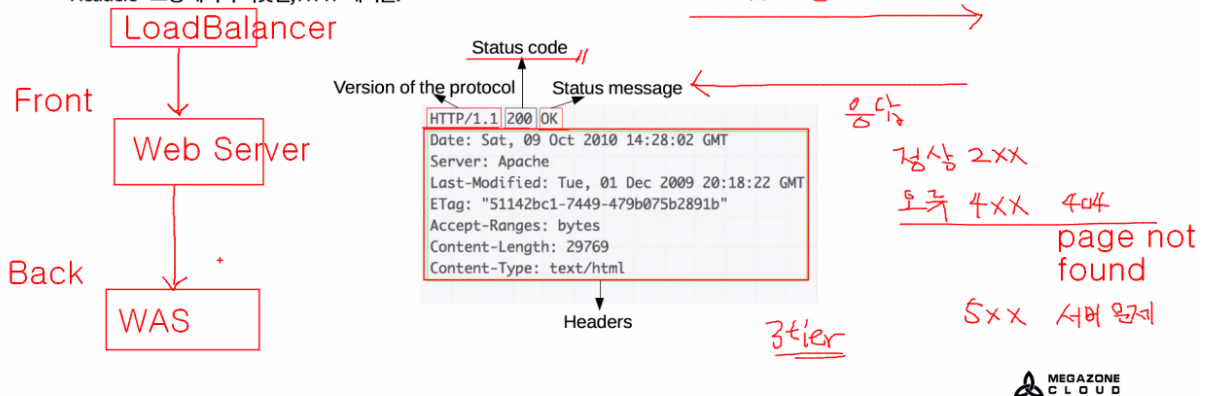 LoadBalancer
Status code
Version of the protocol
Status message
Front
Web Server
HTTP/1.1 200 OK
Date: Sat, 09 Oct 2010 14:28:02 GMT
Server: Apache
Last-Modified: Tue, 01 Dec 2009 20:18:22 GMT
ETag: "51142bc1-7449-479b075b2891b"
Accept-Ranges: bytes
Content-Length: 29769
Content-Type: text/html
Headers
Back
WAS
응답
정상 2xx
오류 4xx 404
page not
found
5xx 서버 문제
3tier
MEGAZONE
CLOUD